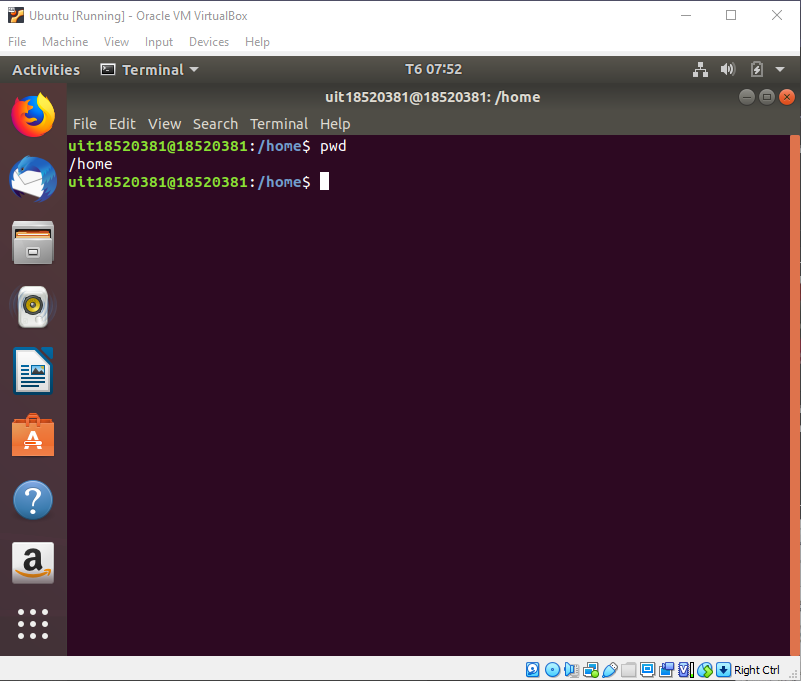 Ubuntu [Running] - Oracle VM VirtualBox
File Machine View Input Devices Help
Activities Terminal T6 07:52
uit18520381@18520381: /home
File Edit View Search Terminal Help
uit18520381@18520381:/home$ pwd
/home
uit18520381@18520381:/home$
Right Ctrl